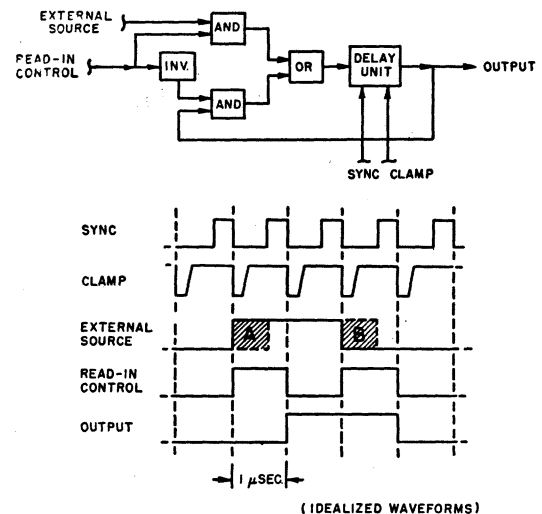 EXTERNAL
SOURCE
AND
READ-IN
CONTROL
INV.
AND
OR
DELAY
UNIT
OUTPUT
SYNC CLAMP
SYNC
CLAMP
EXTERNAL
SOURCE
A
B
READ-IN
CONTROL
OUTPUT
1 μSEC.
(IDEALIZED WAVEFORMS)